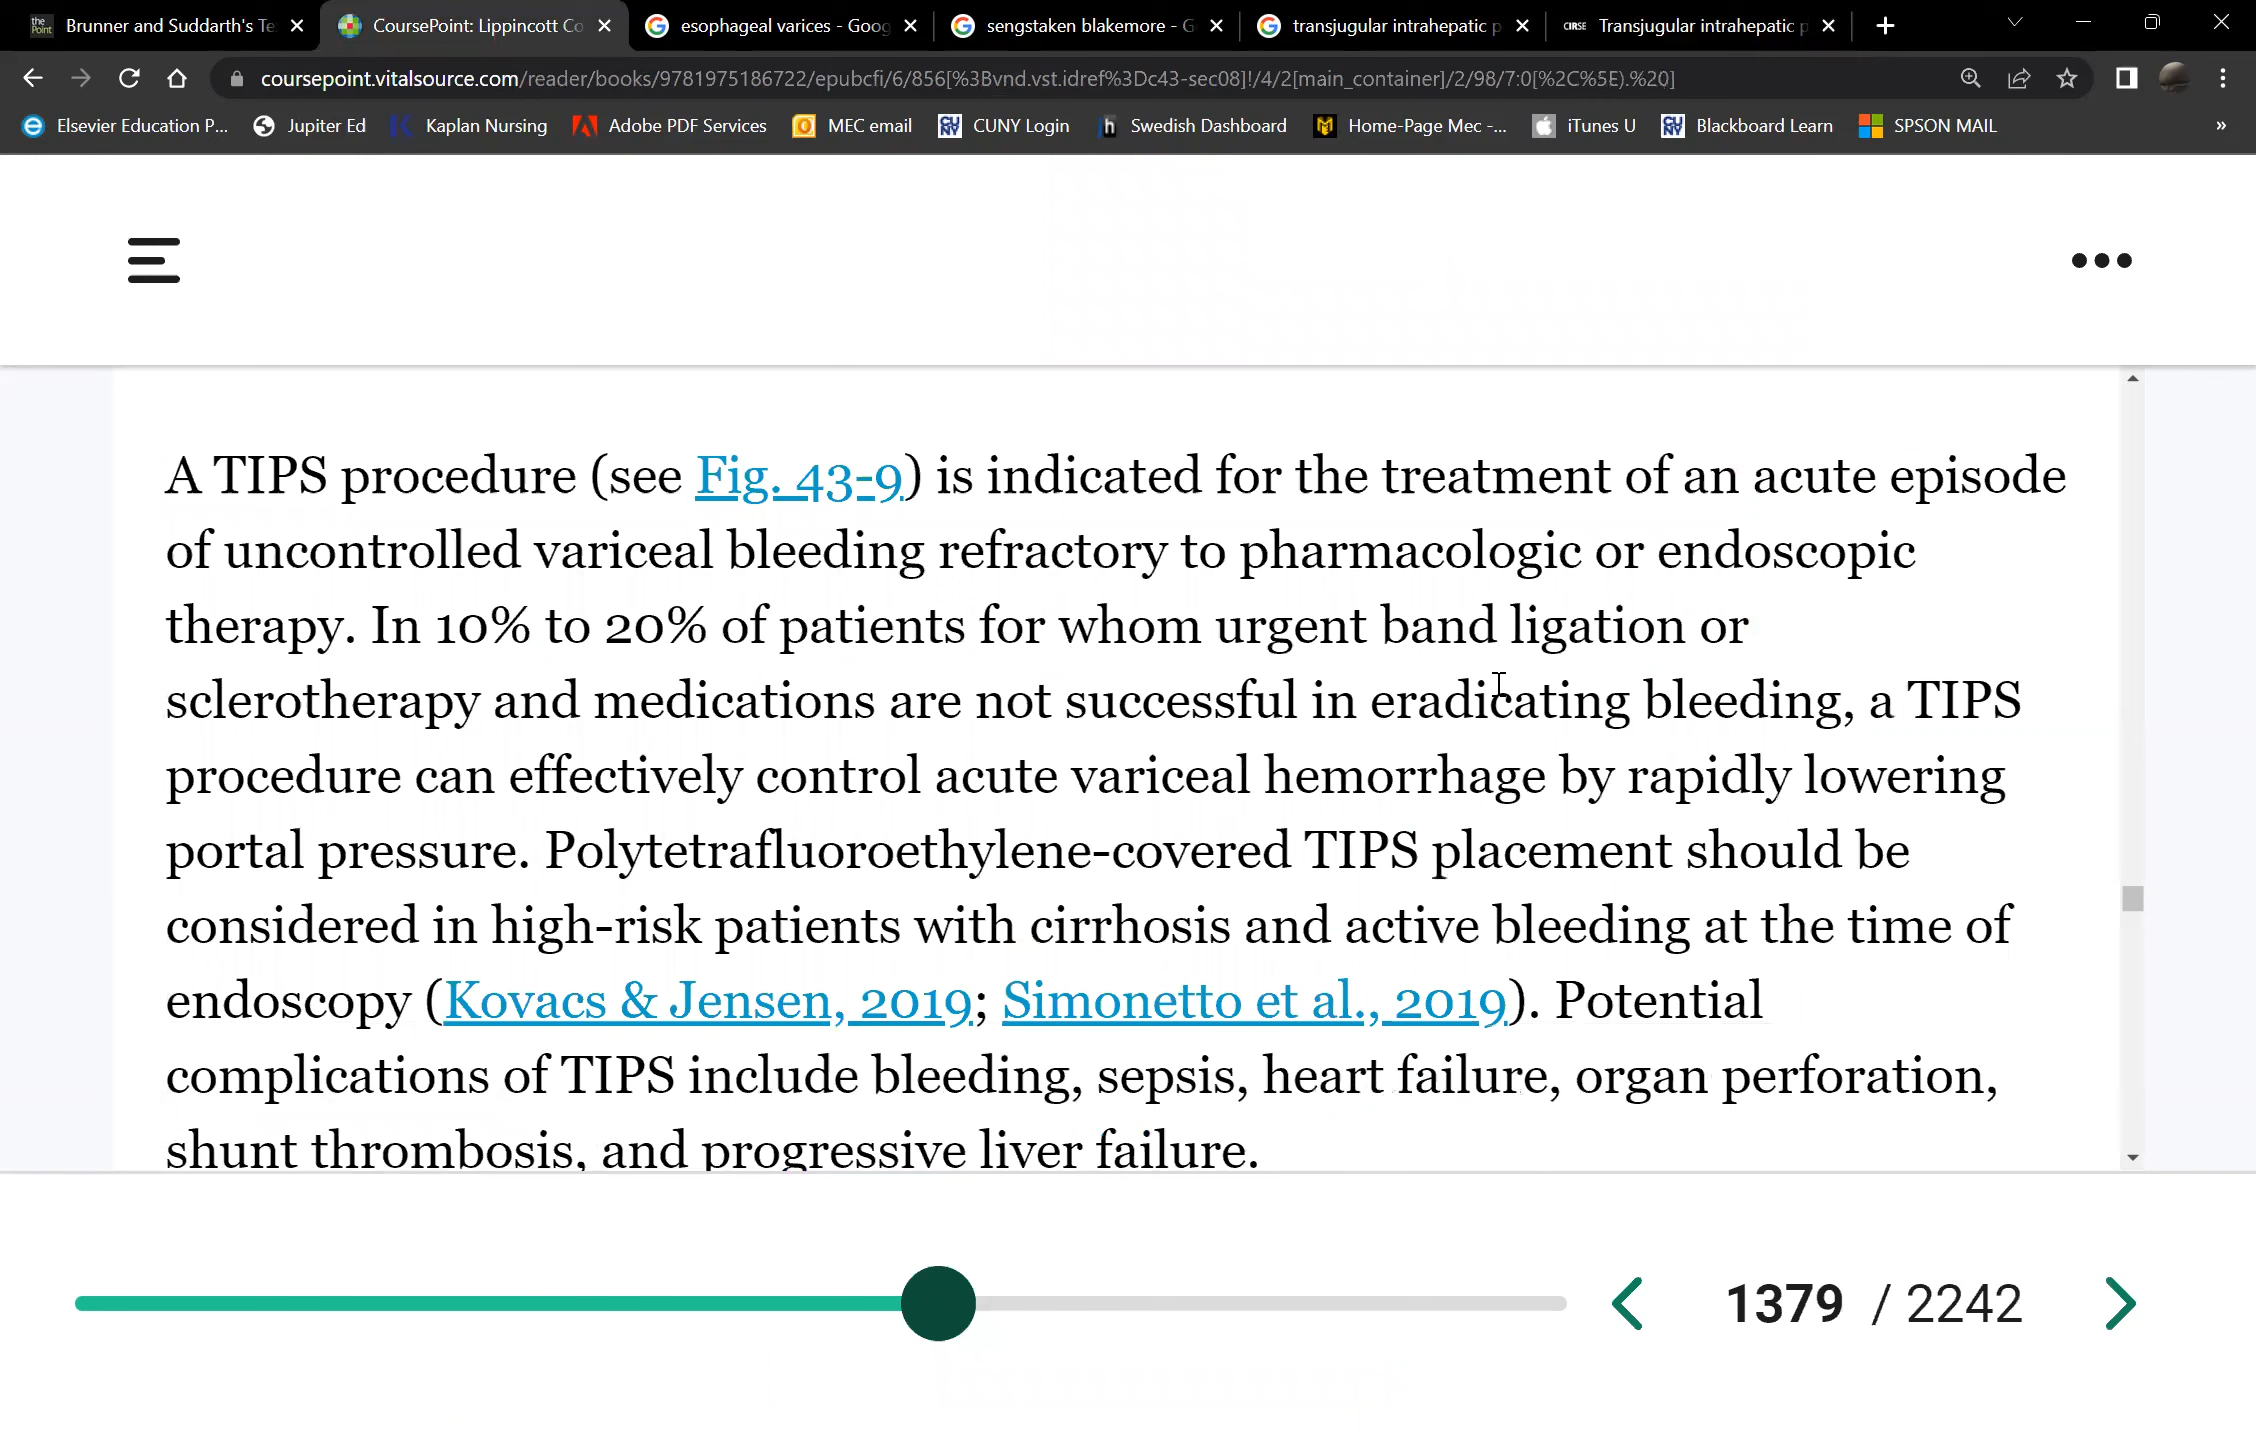 the Point
Brunner and Suddarth's Te
CoursePoint: Lippincott Co
esophageal varices - Goog
sengstaken blakemore - G
transjugular intrahepatic p
CIRSE
Transjugular intrahepatic p
coursepoint.vitalsource.com/reader/books/9781975186722/epubcfi/6/856[%3Bvnd.vst.idref%3Dc43-sec08]!/4/2[main_container]/2/98/7:0[%2C%5E).%20]
Elsevier Education P...
Jupiter Ed
Kaplan Nursing
Adobe PDF Services
MEC email
CUNY Login
Swedish Dashboard
Home-Page Mec -...
iTunes U
Blackboard Learn
SPSON MAIL
A TIPS procedure (see Fig. 43-9) is indicated for the treatment of an acute episode
of uncontrolled variceal bleeding refractory to pharmacologic or endoscopic
therapy. In 10% to 20% of patients for whom urgent band ligation or
sclerotherapy and medications are not successful in eradicating bleeding, a TIPS
procedure can effectively control acute variceal hemorrhage by rapidly lowering
portal pressure. Polytetrafluoroethylene-covered TIPS placement should be
considered in high-risk patients with cirrhosis and active bleeding at the time of
endoscopy (Kovacs & Jensen, 2019; Simonetto et al., 2019). Potential
complications of TIPS include bleeding, sepsis, heart failure, organ perforation,
shunt thrombosis, and progressive liver failure.
1379 / 2242